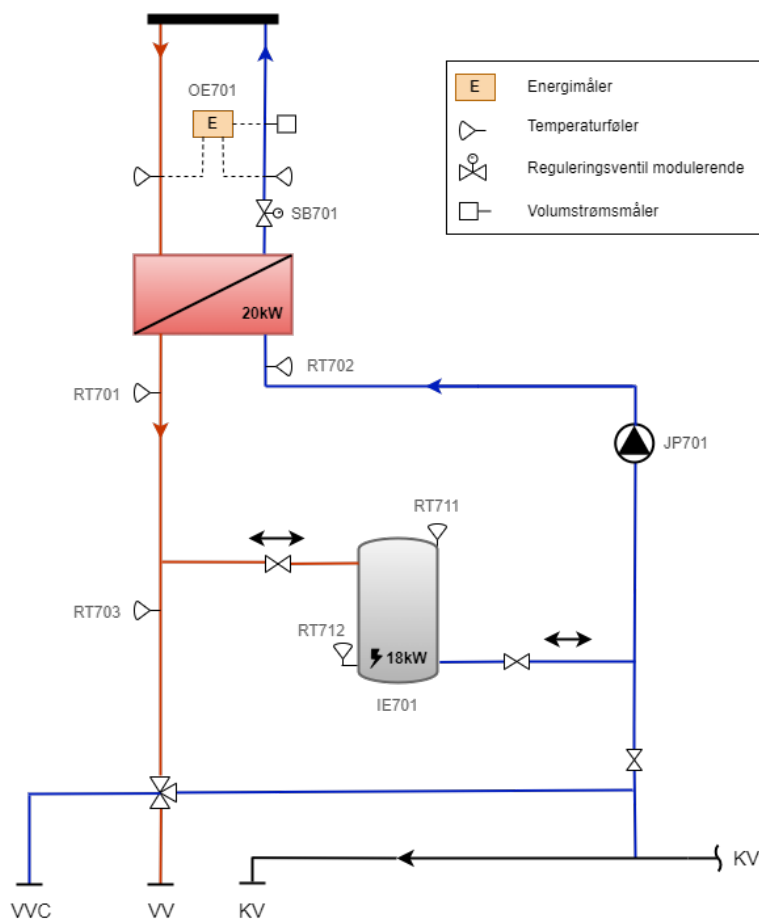 OE701
E
SB701
20kW
RT702
RT701
JP701
RT711
RT703
RT712
18kW
IE701
KV
VVC
VV
KV
E
Energimåler
Temperaturføler
Reguleringsventil modulerende
Volumstrømsmåler